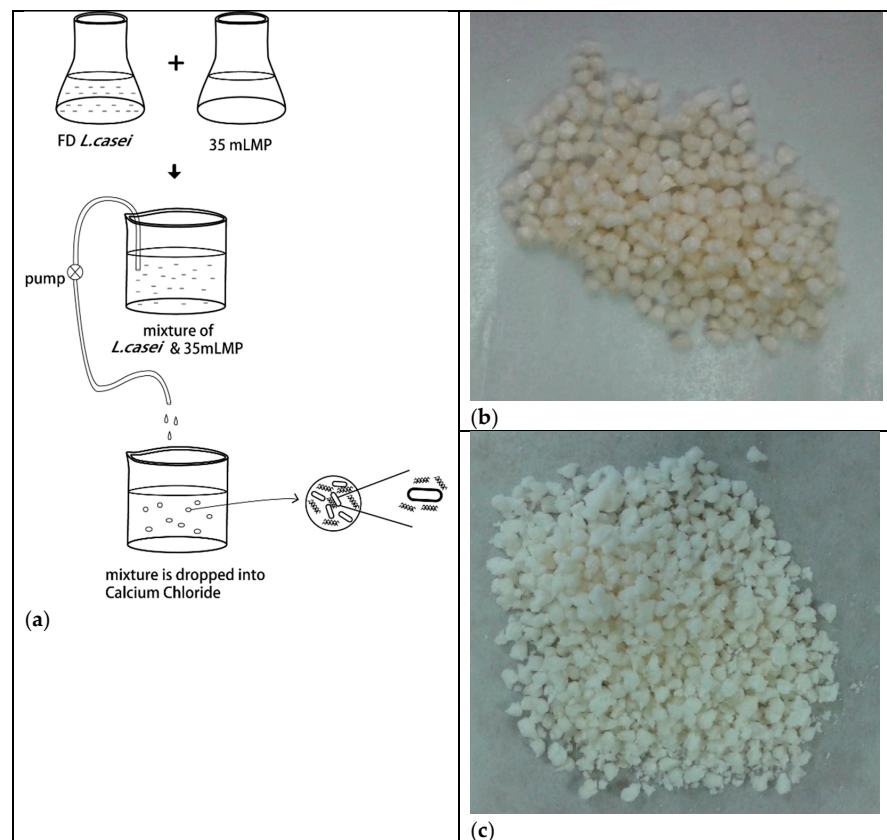 +
FD L.casei
35 mLMP
pump
mixture of
L.casei & 35mLMP
mixture is dropped into
Calcium Chloride
(a)
(b)
(c)